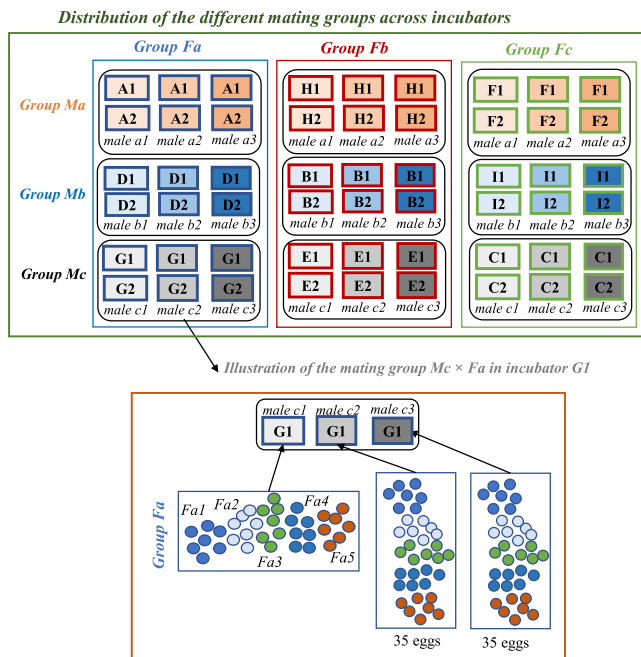 Distribution of the different mating groups across incubators
Group Fa Group Fb Group Fc
Group Ma
A1 A1 A1 H1 H1 H1 F1 F1 F1
A2 A2 A2 H2 H2 H2 F2 F2 F2
male a1 male a2 male a3 male a1 male a2 male a3 male a1 male a2 male a3
Group Mb
D1 D1 D1 B1 B1 B1 I1 I1 I1
D2 D2 D2 B2 B2 B2 I2 I2 I2
male b1 male b2 male b3 male b1 male b2 male b3 male b1 male b2 male b3
Group Mc
G1 G1 G1 E1 E1 E1 C1 C1 C1
G2 G2 G2 E2 E2 E2 C2 C2 C2
male c1 male c2 male c3 male c1 male c2 male c3 male c1 male c2 male c3
Illustration of the mating group Mc × Fa in incubator G1
male c1 male c2 male c3
G1 G1 G1
Group Fa
Fa1 Fa2 Fa4
Fa3 Fa5
35 eggs 35 eggs